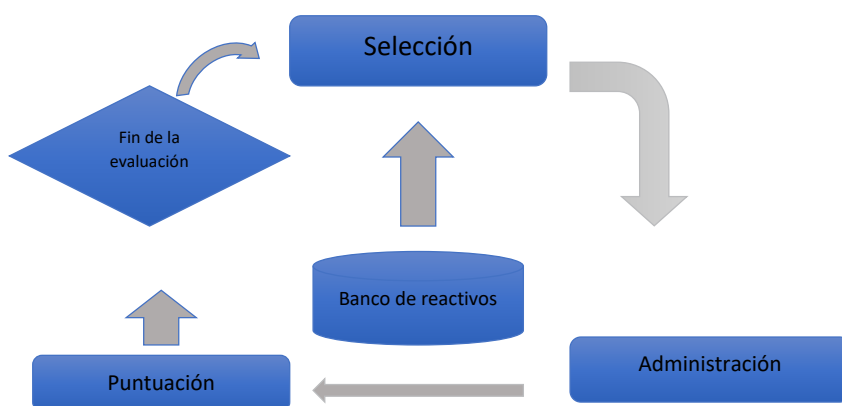 Selección
Fin de la
evaluación
Banco de reactivos
Administración
Puntuación